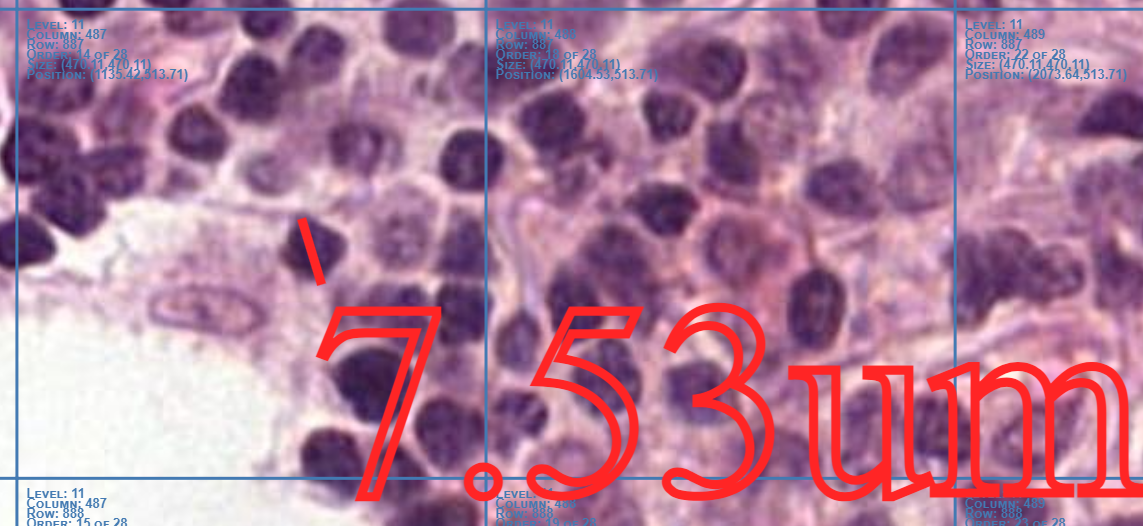 LEVEL: 11
COLUMN: 487
ROW: 887
ORDER: 14 OF 28
SIZE: (470.11,470.11)
POSITION: (1135.42,513.71)
LEVEL: 11
COLUMN: 488
ROW: 887
ORDER: 18 OF 28
SIZE: (470.11,470.11)
POSITION: (1604.53,513.71)
LEVEL: 11
COLUMN: 489
ROW: 887
ORDER: 22 OF 28
SIZE: (470.11,470.11)
POSITION: (2073.64,513.71)
7.53um
LEVEL: 11
COLUMN: 487
ROW: 888
ORDER: 15 OF 28
LEVEL: 11
COLUMN: 488
ROW: 888
ORDER: 19 OF 28
COLUMN: 489
ROW: 888
ORDER: 23 OF 28